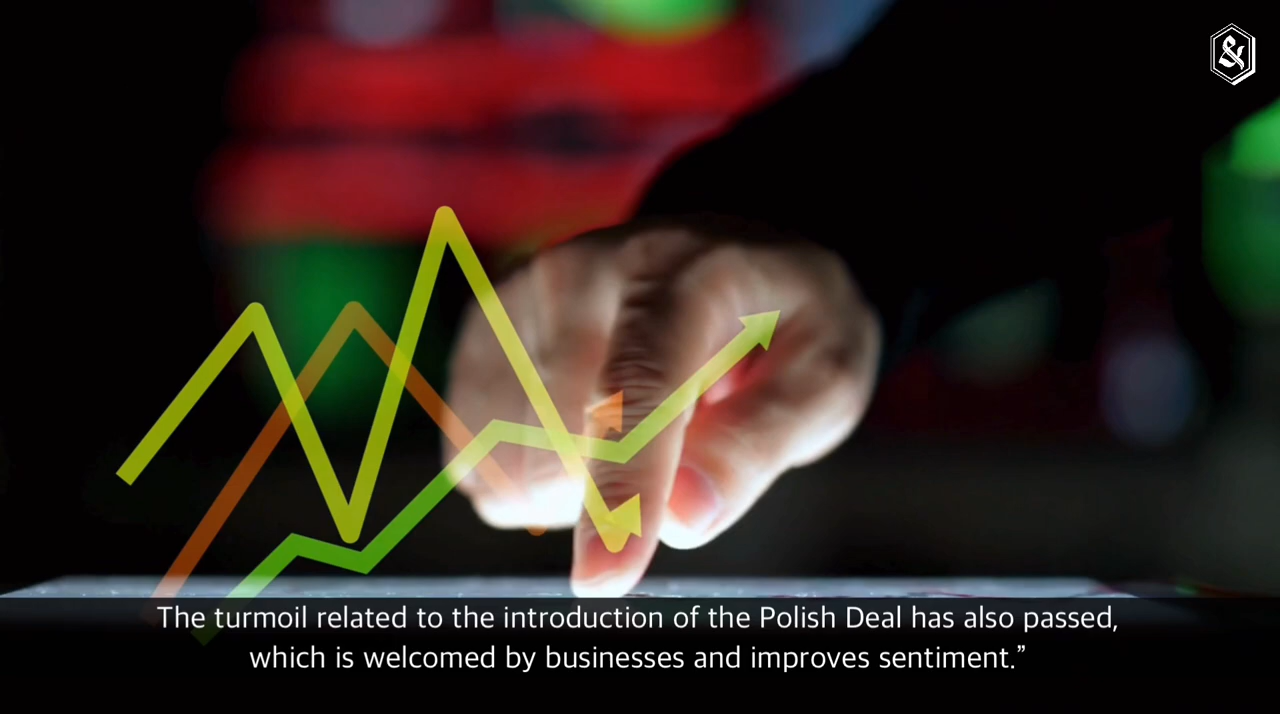 &
The turmoil related to the introduction of the Polish Deal has also passed,
which is welcomed by businesses and improves sentiment.”